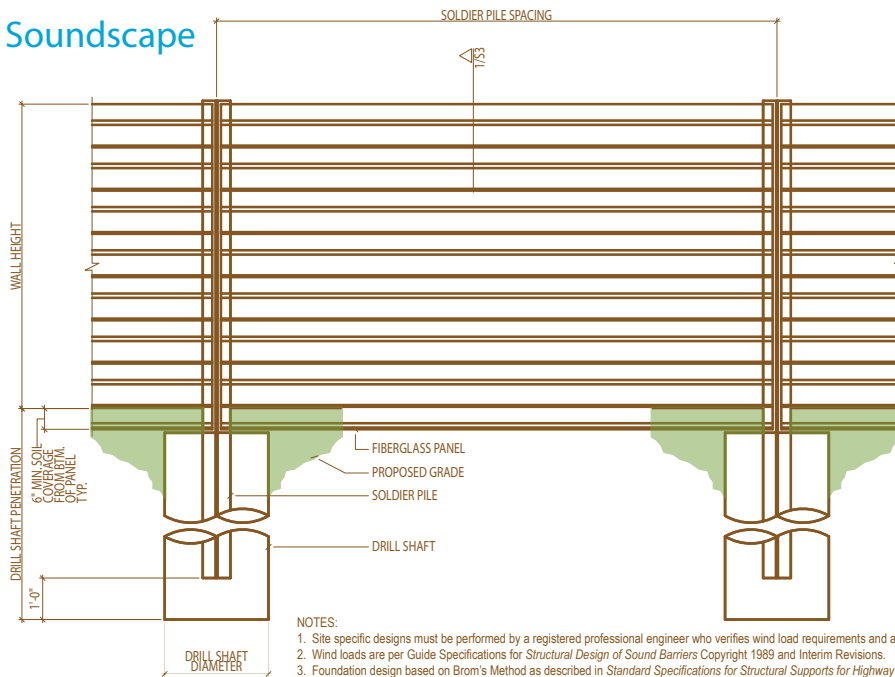 Soundscape
SOLDIER PILE SPACING
1/S3
WALL HEIGHT
DRILL SHAFT PENETRATION
6" MIN. SOIL
COVERAGE
FROM BTM.
OF PANEL
TYP.
1'-0"
FIBERGLASS PANEL
PROPOSED GRADE
SOLDIER PILE
DRILL SHAFT
DRILL SHAFT
DIAMETER
NOTES:
1. Site specific designs must be performed by a registered professional engineer who verifies wind load requirements and a
2. Wind loads are per Guide Specifications for Structural Design of Sound Barriers Copyright 1989 and Interim Revisions.
3. Foundation design based on Brom's Method as described in Standard Specifications for Structural Supports for Highway